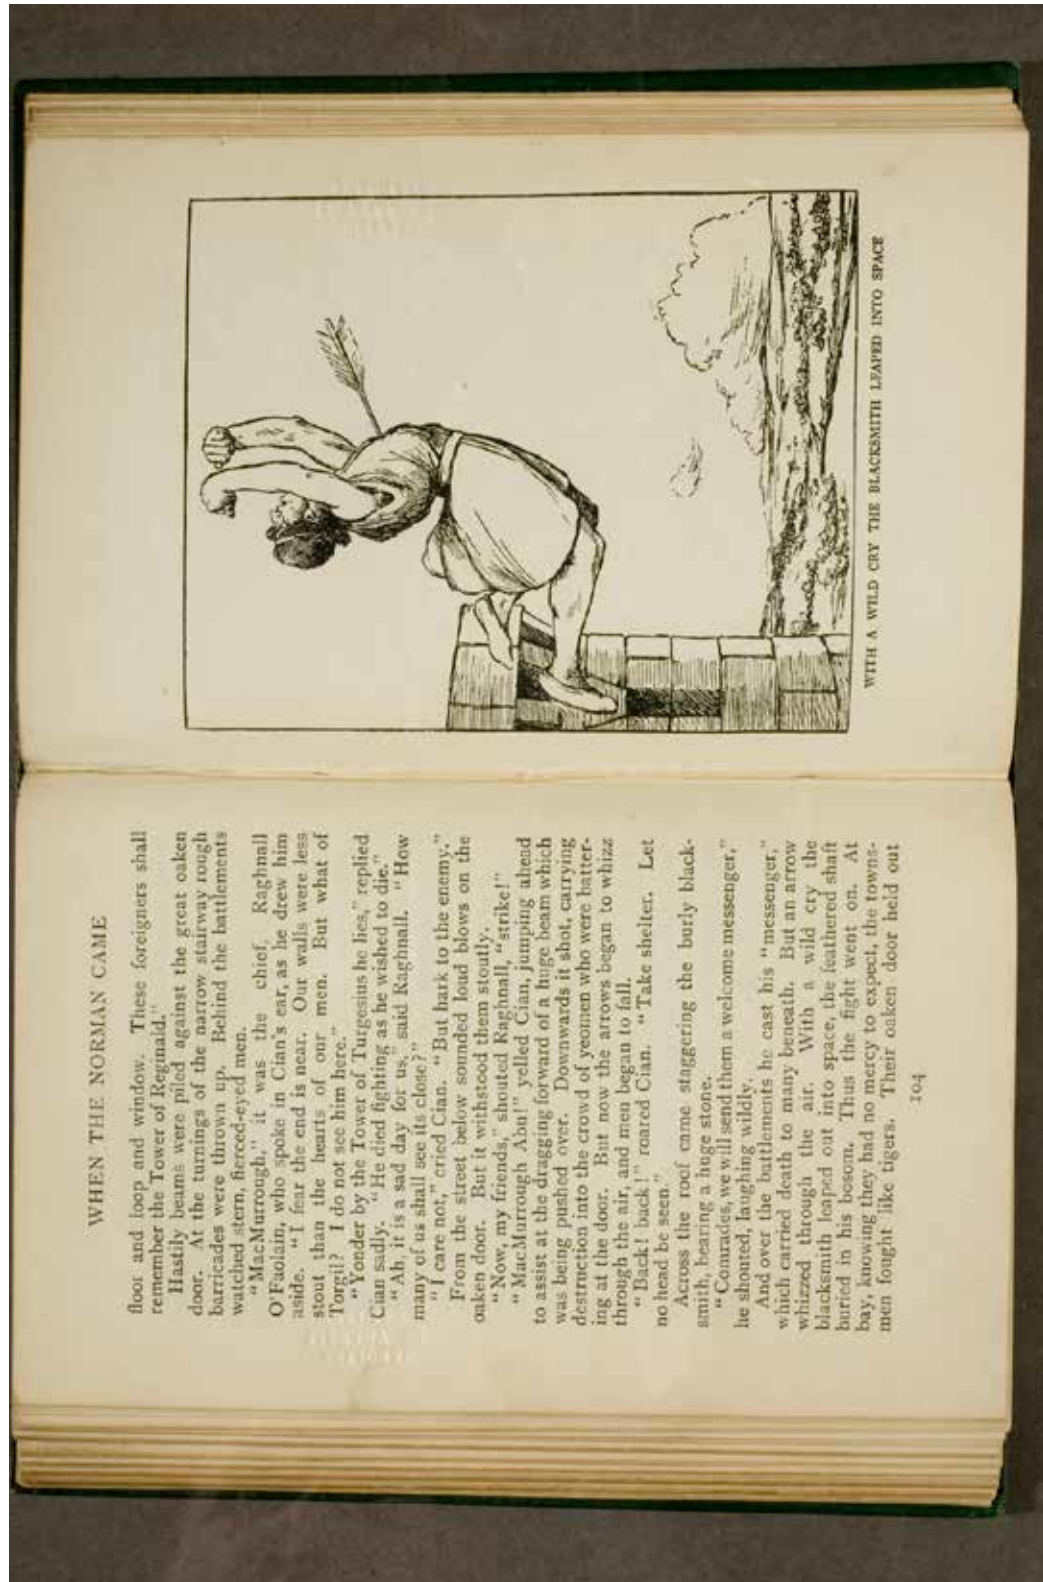 WHEN THE NORMAN CAME
floor and loop and window. These foreigners shall
remember the Tower of Reginald."
Hastily beams were piled against the great oaken
door. At the turnings of the narrow stairway rough
barricades were thrown up. Behind the battlements
watched stern, fierced-eyed men.
"MacMurrough," it was the chief, Raghnall
O'Faolain, who spoke in Cian's ear, as he drew him
aside. "I fear the end is near. Our walls were less
stout than the hearts of our men. But what of
Torgil? I do not see him here."
"Yonder by the Tower of Turgesius he lies," replied
Cian sadly. "He died fighting as he wished to die."
"Ah, it is a sad day for us," said Raghnall. "How
many of us shall see its close?"
"I care not," cried Cian. "But hark to the enemy."
From the street below sounded loud blows on the
oaken door. But it withstood them stoutly.
"Now, my friends," shouted Raghnall, "strike!"
"MacMurrough Abu!" yelled Cian, jumping ahead
to assist at the dragging forward of a huge beam which
was being pushed over. Downwards it shot, carrying
destruction into the crowd of yeomen who were batter-
ing at the door. But now the arrows began to whizz
through the air, and men began to fall.
"Back! back!" roared Cian. "Take shelter. Let
no head be seen."
Across the roof came staggering the burly black-
smith, bearing a huge stone.
"Comrades, we will send them a welcome messenger,"
he shouted, laughing wildly.
And over the battlements he cast his "messenger,"
which carried death to many beneath. But an arrow
whizzed through the air. With a wild cry the
blacksmith leaped out into space, the feathered shaft
buried in his bosom. Thus the fight went on. At
bay, knowing they had no mercy to expect, the towns-
men fought like tigers. Their oaken door held out
104
WITH A WILD CRY THE BLACKSMITH LEAPED INTO SPACE